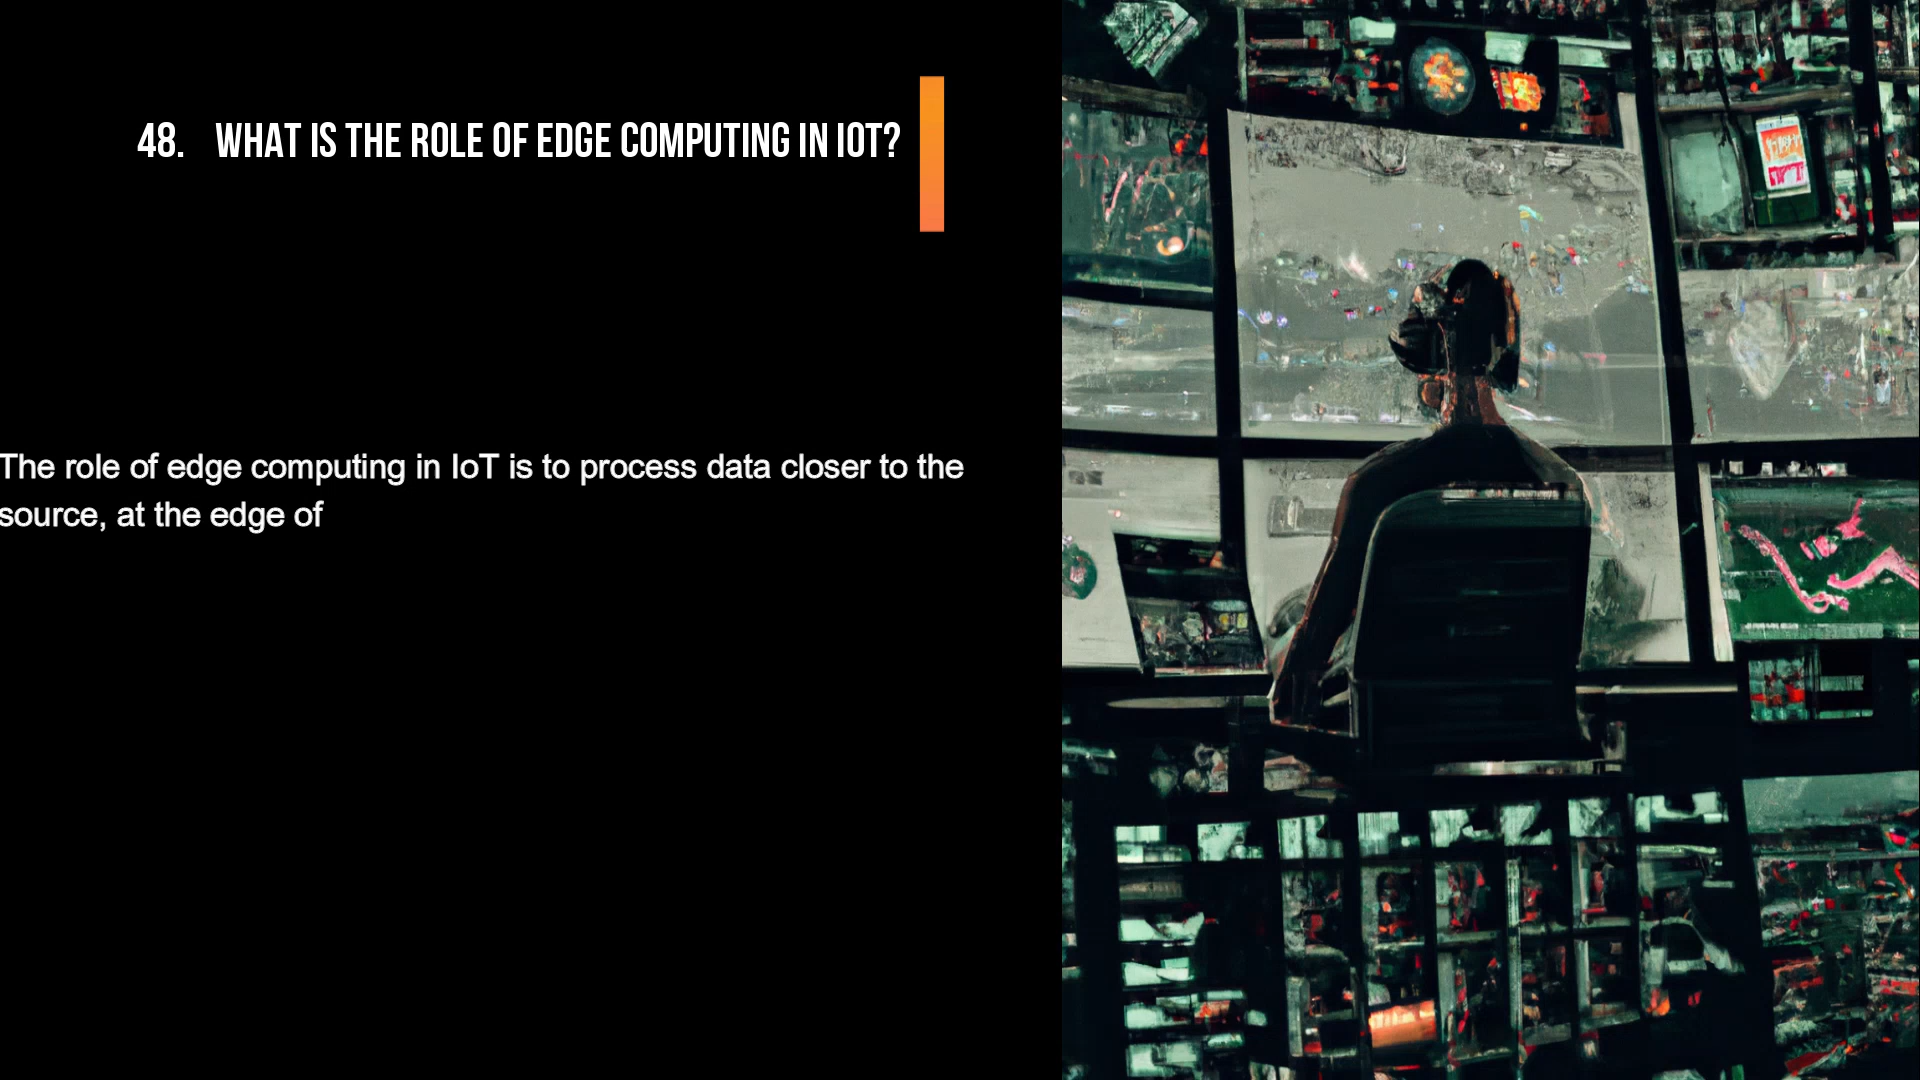 48. WHAT IS THE ROLE OF EDGE COMPUTING IN IOT?
The role of edge computing in IoT is to process data closer to the
source, at the edge of